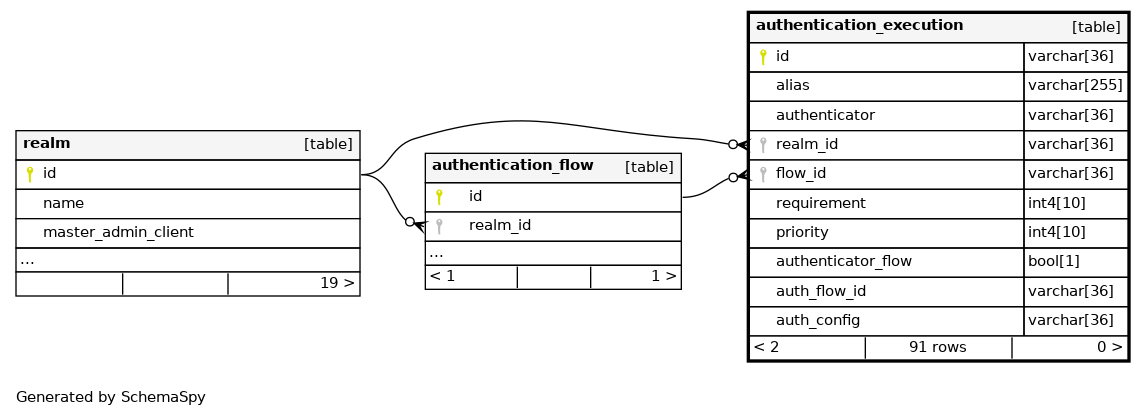 realm [table]
id
name
master_admin_client
...
19 >
authentication_flow [table]
id
realm_id
...
< 1 1 >
authentication_execution [table]
id varchar[36]
alias varchar[255]
authenticator varchar[36]
realm_id varchar[36]
flow_id varchar[36]
requirement int4[10]
priority int4[10]
authenticator_flow bool[1]
auth_flow_id varchar[36]
auth_config varchar[36]
< 2 91 rows 0 >
Generated by SchemaSpy